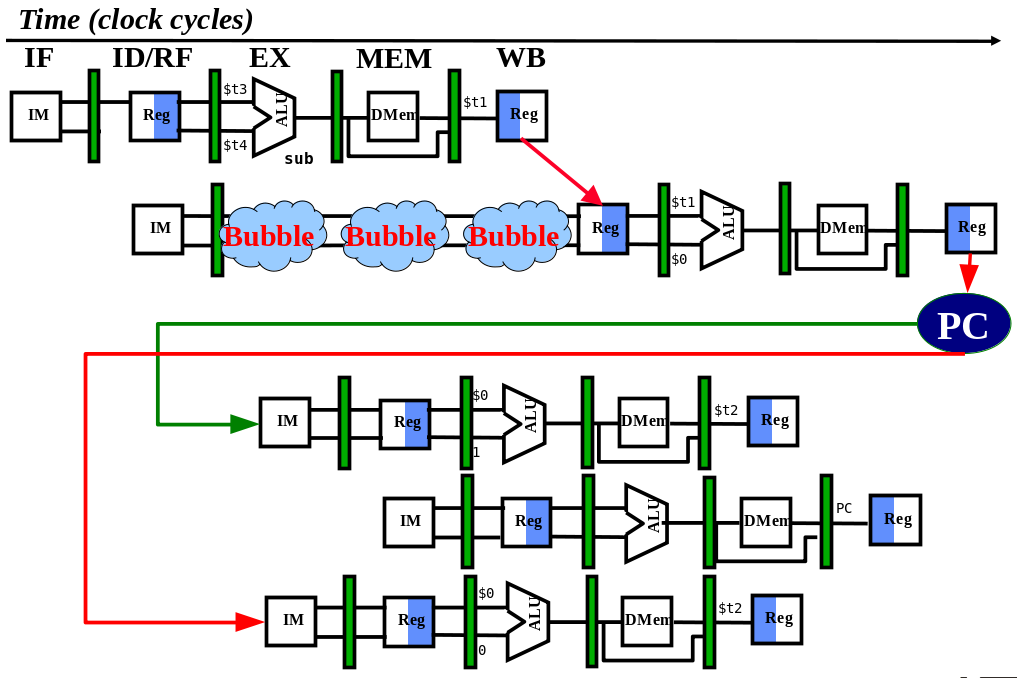 Time (clock cycles)
IF ID/RF EX MEM WB
IM Reg $t3 $t4 ALU sub DMem $t1 Reg
IM Bubble Bubble Bubble Reg $t1 $0 ALU DMem Reg
PC
IM Reg $0 1 ALU DMem $t2 Reg
IM Reg ALU DMem PC Reg
IM Reg $0 0 ALU DMem $t2 Reg